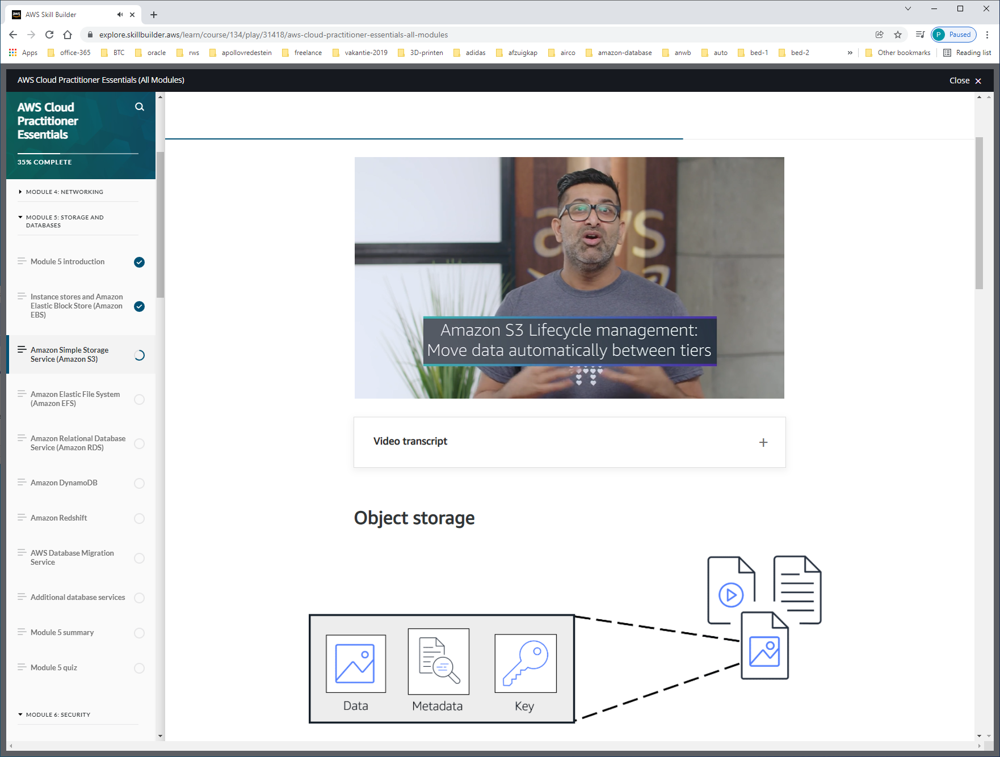 aws
AWS Skill Builder
explore.skillbuilder.aws/learn/course/134/play/31418/aws-cloud-practitioner-essentials-all-modules
P
Paused
Apps
office-365
BTC
oracle
rws
apollovredestein
freelance
vakantie-2019
3D-printen
adidas
afzuigkap
airco
amazon-database
anwb
auto
bed-1
bed-2
»
Other bookmarks
Reading list
AWS Cloud Practitioner Essentials (All Modules)
Close
AWS Cloud
Practitioner
Essentials
35% COMPLETE
MODULE 4: NETWORKING
MODULE 5: STORAGE AND
DATABASES
Module 5 introduction
Instance stores and Amazon
Elastic Block Store (Amazon
EBS)
Amazon Simple Storage
Service (Amazon S3)
Amazon Elastic File System
(Amazon EFS)
Amazon Relational Database
Service (Amazon RDS)
Amazon DynamoDB
Amazon Redshift
AWS Database Migration
Service
Additional database services
Module 5 summary
Module 5 quiz
MODULE 6: SECURITY
aws
Amazon S3 Lifecycle management:
Move data automatically between tiers
Video transcript
Object storage
Data
Metadata
Key